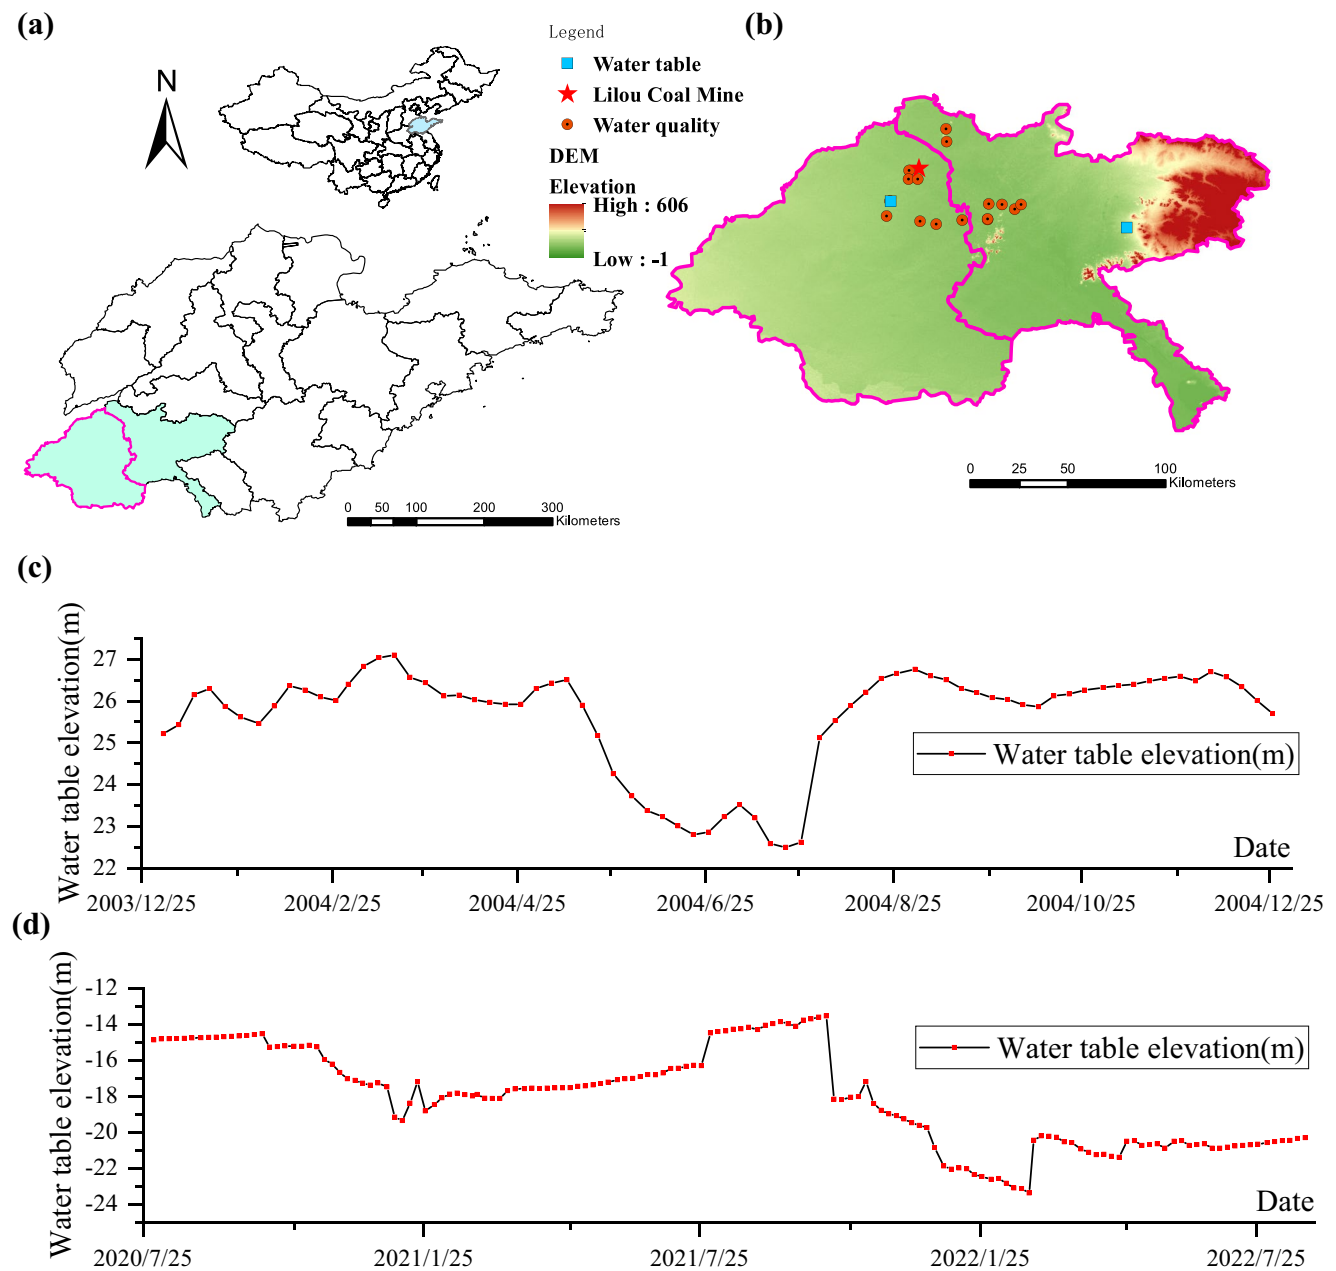 (a)
N
Legend
Water table
Lilou Coal Mine
Water quality
DEM
Elevation
High : 606
Low : -1
0 50 100 200 300
Kilometers
(b)
0 25 50 100
Kilometers
(c)
Water table elevation(m)
27
26
25
24
23
22
Water table elevation(m)
Date
2003/12/25 2004/2/25 2004/4/25 2004/6/25 2004/8/25 2004/10/25 2004/12/25
(d)
Water table elevation(m)
-12
-14
-16
-18
-20
-22
-24
Water table elevation(m)
Date
2020/7/25 2021/1/25 2021/7/25 2022/1/25 2022/7/25